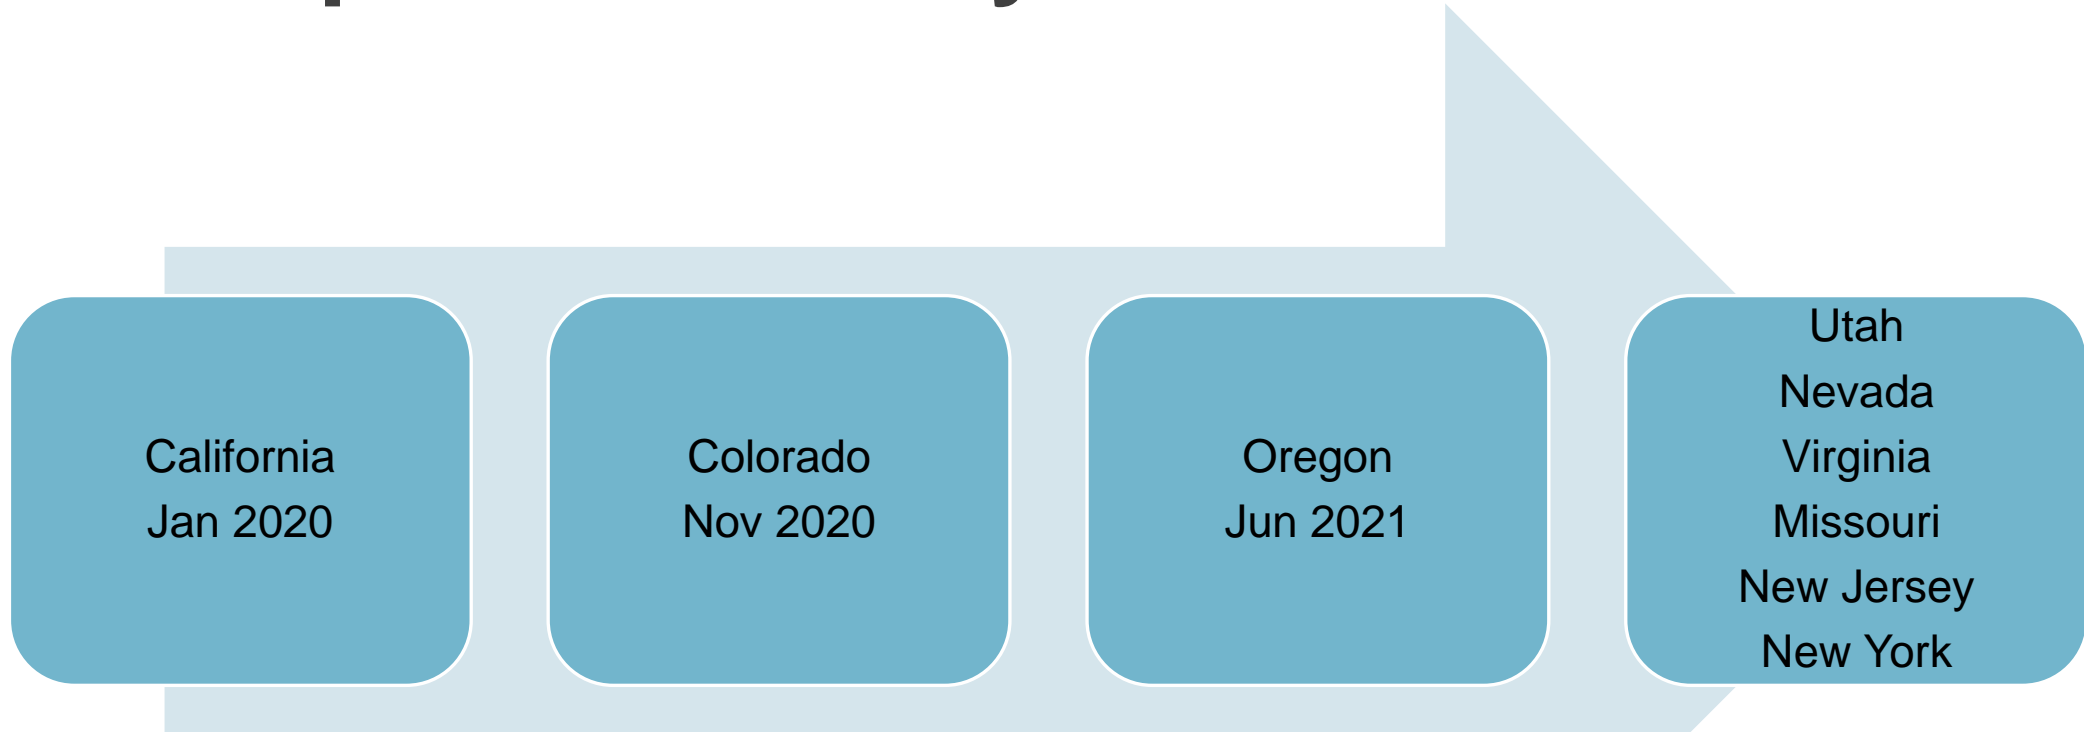 California
Jan 2020
Colorado
Nov 2020
Oregon
Jun 2021
Utah
Nevada
Virginia
Missouri
New Jersey
New York